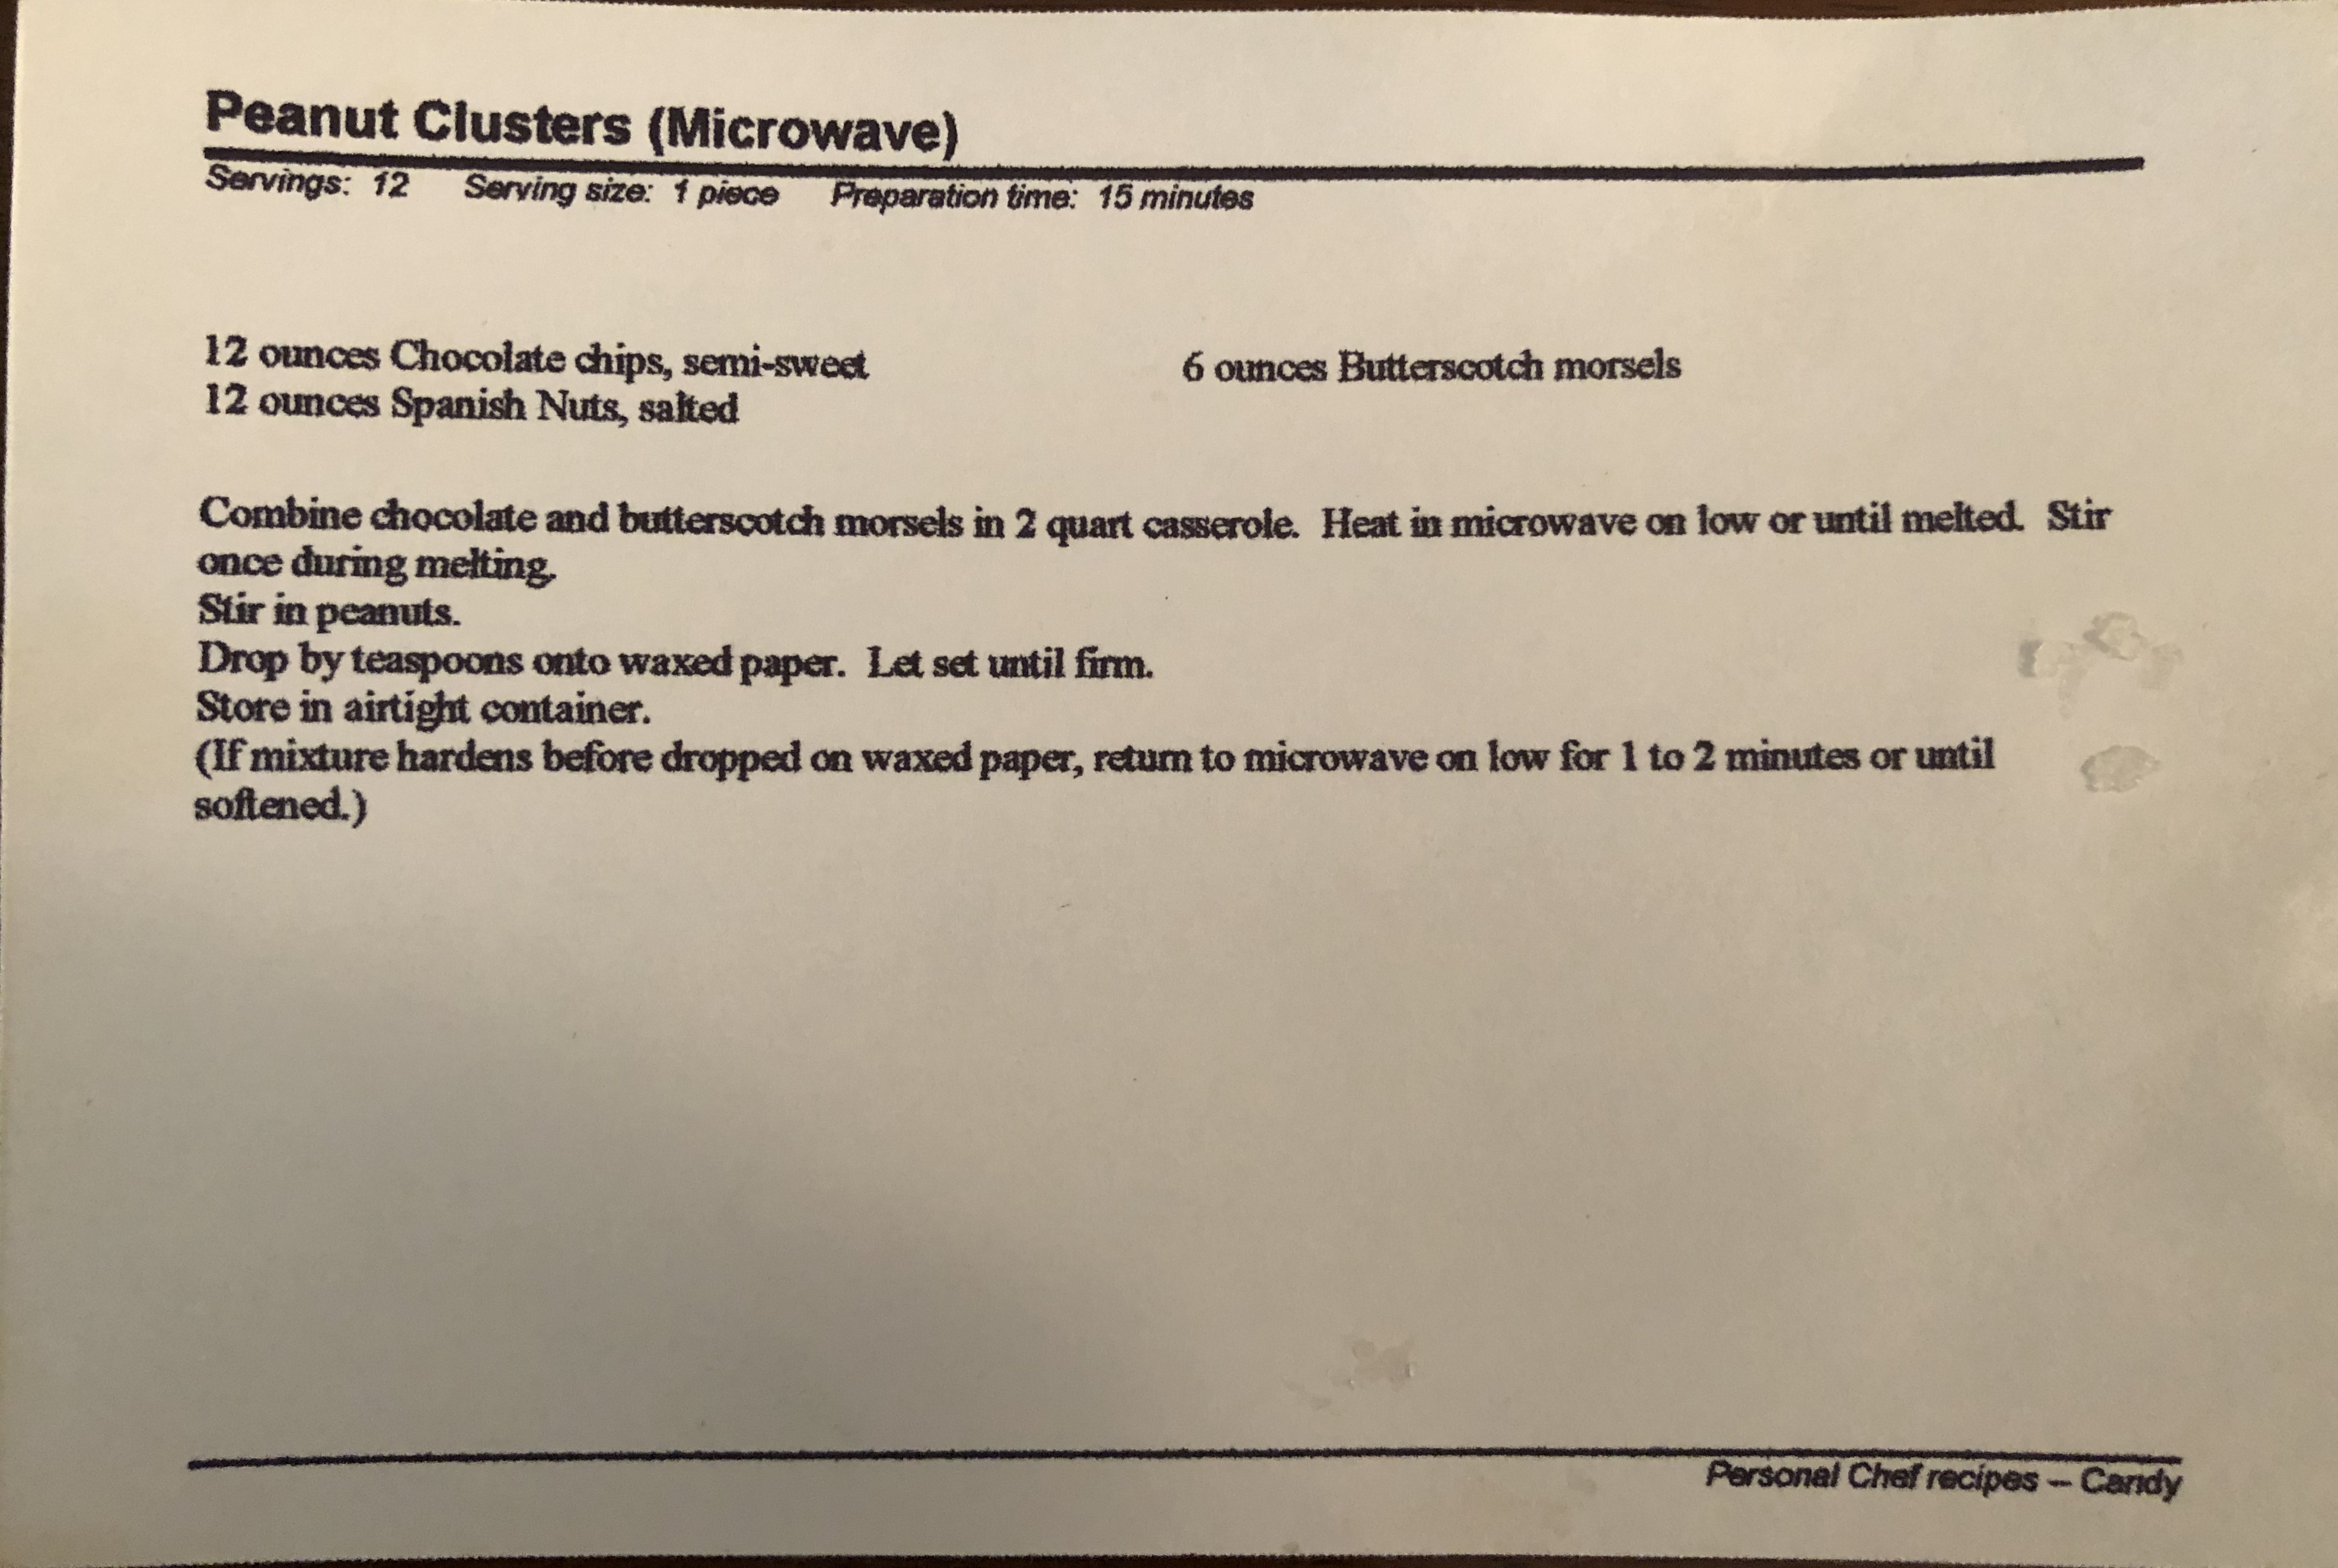 Peanut Clusters (Microwave)
Servings: 12 Serving size: 1 piece Preparation time: 15 minutes
12 ounces Chocolate chips, semi-sweet 6 ounces Butterscotch morsels
12 ounces Spanish Nuts, salted
Combine chocolate and butterscotch morsels in 2 quart casserole. Heat in microwave on low or until melted. Stir
once during melting.
Stir in peanuts.
Drop by teaspoons onto waxed paper. Let set until firm.
Store in airtight container.
(If mixture hardens before dropped on waxed paper, return to microwave on low for 1 to 2 minutes or until
softened.)
Personal Chef recipes -- Candy